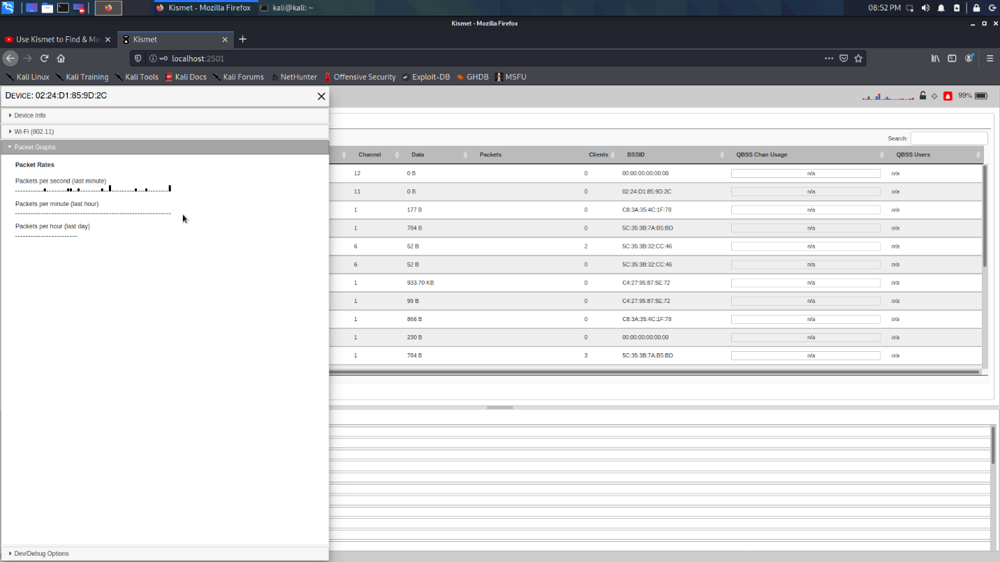 Kismet - Mozilla Firefox
kali@kali: ~
08:52 PM
Kismet - Mozilla Firefox
Use Kismet to Find & Mo
Kismet
localhost:2501
Kali Linux
Kali Training
Kali Tools
Kali Docs
Kali Forums
NetHunter
Offensive Security
Exploit-DB
GHDB
MSFU
DEVICE: 02:24:D1:85:9D:2C
99%
Device Info
Wi-Fi (802.11)
Packet Graphs
Packet Rates
Packets per second (last minute)
Packets per minute (last hour)
Packets per hour (last day)
Dev/Debug Options
Search:
Channel Data Packets Clients BSSID QBSS Chan Usage QBSS Users
12 0 B 0 00:00:00:00:00:00 n/a n/a
11 0 B 0 02:24:D1:85:9D:2C n/a n/a
1 177 B 0 C8:3A:35:4C:1F:78 n/a n/a
1 784 B 0 5C:35:3B:7A:B5:BD n/a n/a
6 52 B 2 5C:35:3B:32:CC:46 n/a n/a
6 52 B 0 5C:35:3B:32:CC:46 n/a n/a
1 933.70 KB 0 C4:27:95:87:5E:72 n/a n/a
1 99 B 0 C4:27:95:87:5E:72 n/a n/a
1 866 B 0 C8:3A:35:4C:1F:78 n/a n/a
1 230 B 0 00:00:00:00:00:00 n/a n/a
1 784 B 3 5C:35:3B:7A:B5:BD n/a n/a